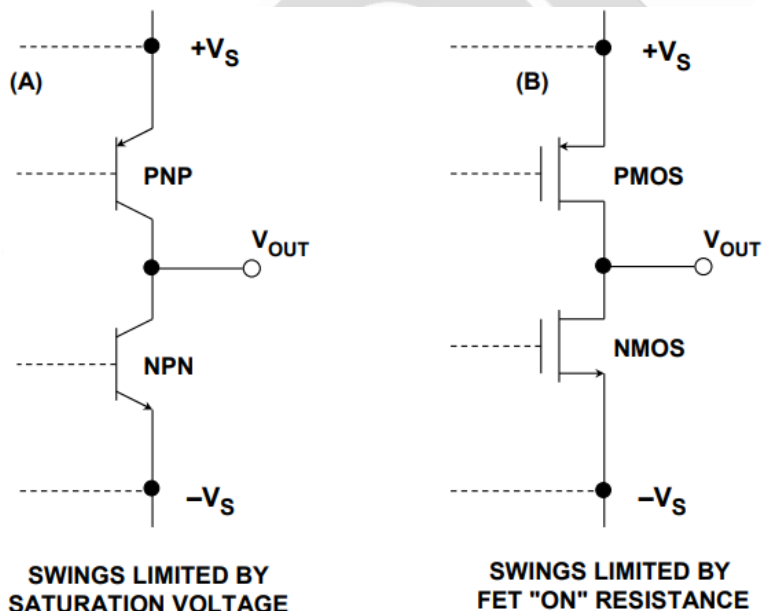 +VS
(A)
PNP
VOUT
NPN
–VS
SWINGS LIMITED BY
SATURATION VOLTAGE
+VS
(B)
PMOS
VOUT
NMOS
–VS
SWINGS LIMITED BY
FET "ON" RESISTANCE